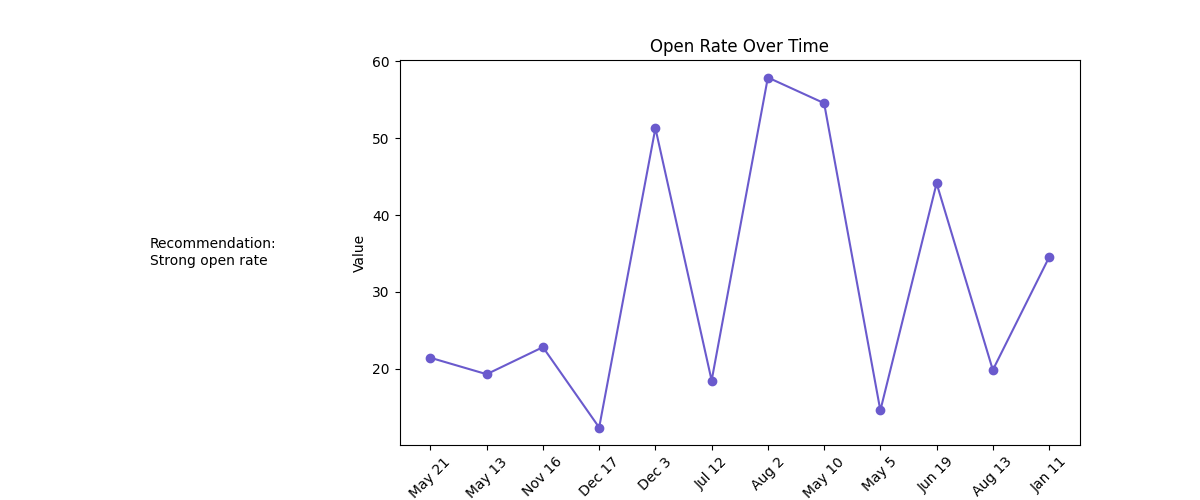 Open Rate Over Time
Recommendation:
Strong open rate
Value
60
50
40
30
20
May 21
May 13
Nov 16
Dec 17
Dec 3
Jul 12
Aug 2
May 10
May 5
Jun 19
Aug 13
Jan 11